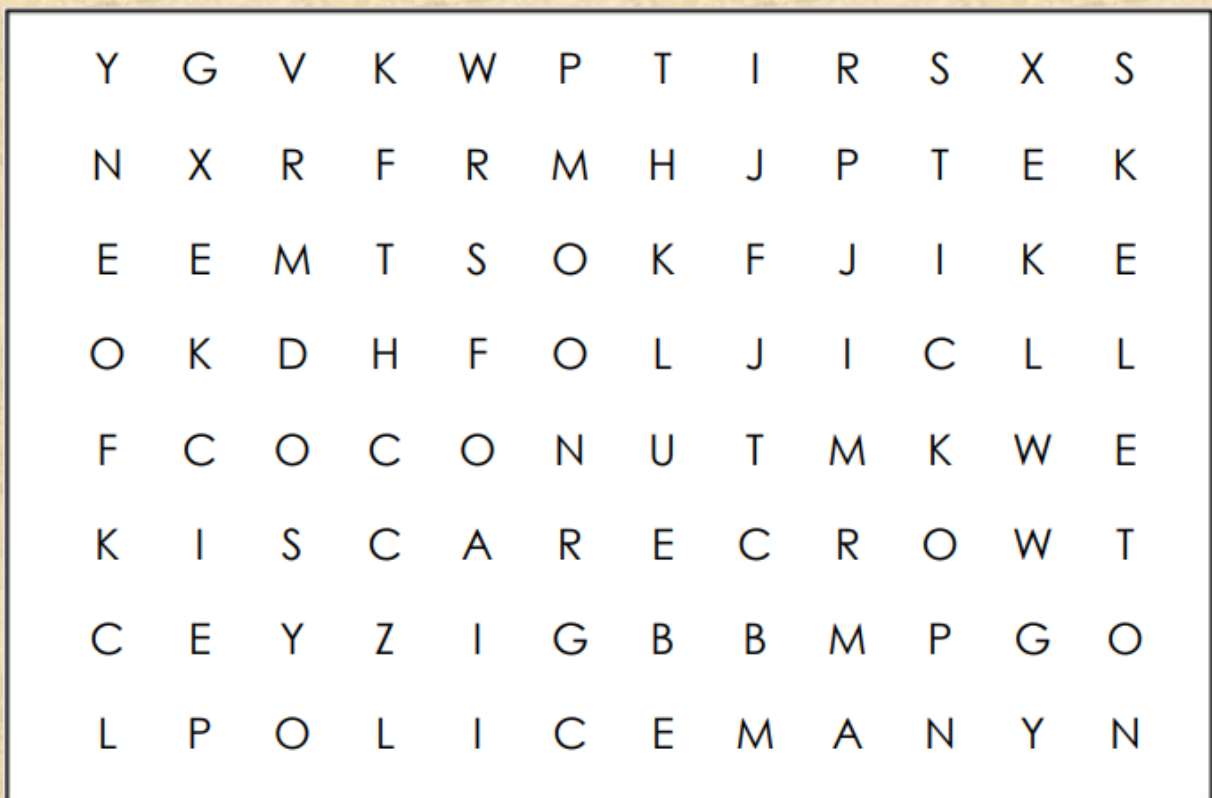 Y G V K W P T I R S X S
N X R F R M H J P T E K
E E M T S O K F J I K E
O K D H F O L J I C L L
F C O C O N U T M K W E
K I S C A R E C R O W T
C E Y Z I G B B M P G O
L P O L I C E M A N Y N